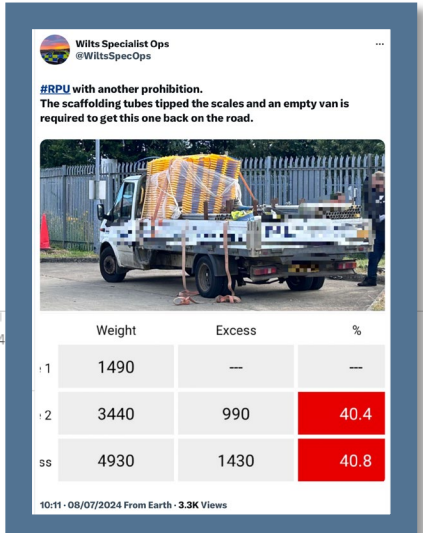 Wilts Specialist Ops
@WiltsSpecOps
...
#RPU with another prohibition.
The scaffolding tubes tipped the scales and an empty van is
required to get this one back on the road.
Weight Excess %
1 1490 --- ---
2 3440 990 40.4
ss 4930 1430 40.8
10:11 · 08/07/2024 From Earth · 3.3K Views